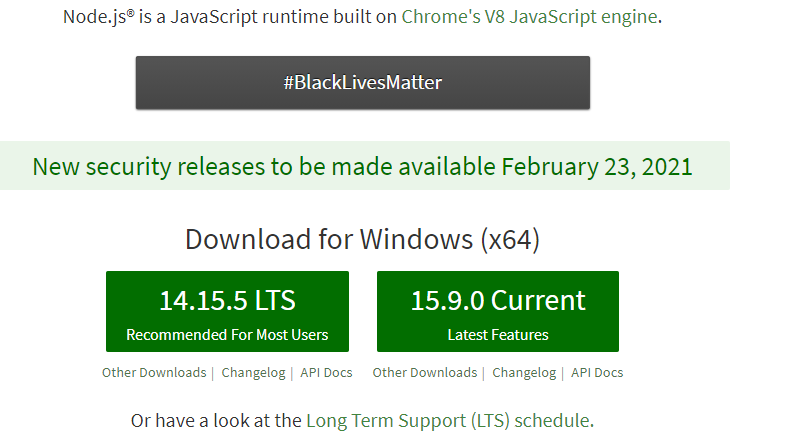 Node.js® is a JavaScript runtime built on Chrome's V8 JavaScript engine.
#BlackLivesMatter
New security releases to be made available February 23, 2021
Download for Windows (x64)
14.15.5 LTS
Recommended For Most Users
15.9.0 Current
Latest Features
Other Downloads | Changelog | API Docs
Other Downloads | Changelog | API Docs
Or have a look at the Long Term Support (LTS) schedule.